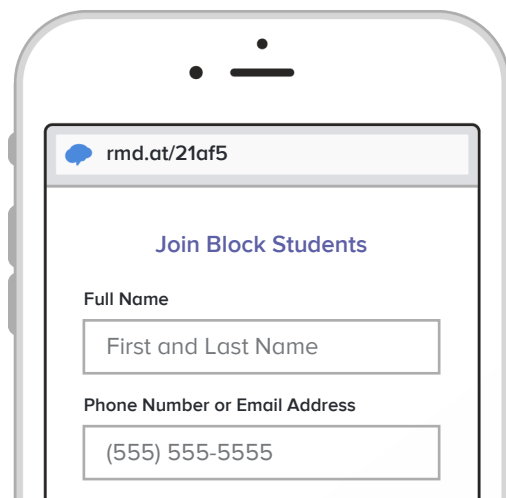 rmd.at/21af5
Join Block Students
Full Name
First and Last Name
Phone Number or Email Address
(555) 555-5555